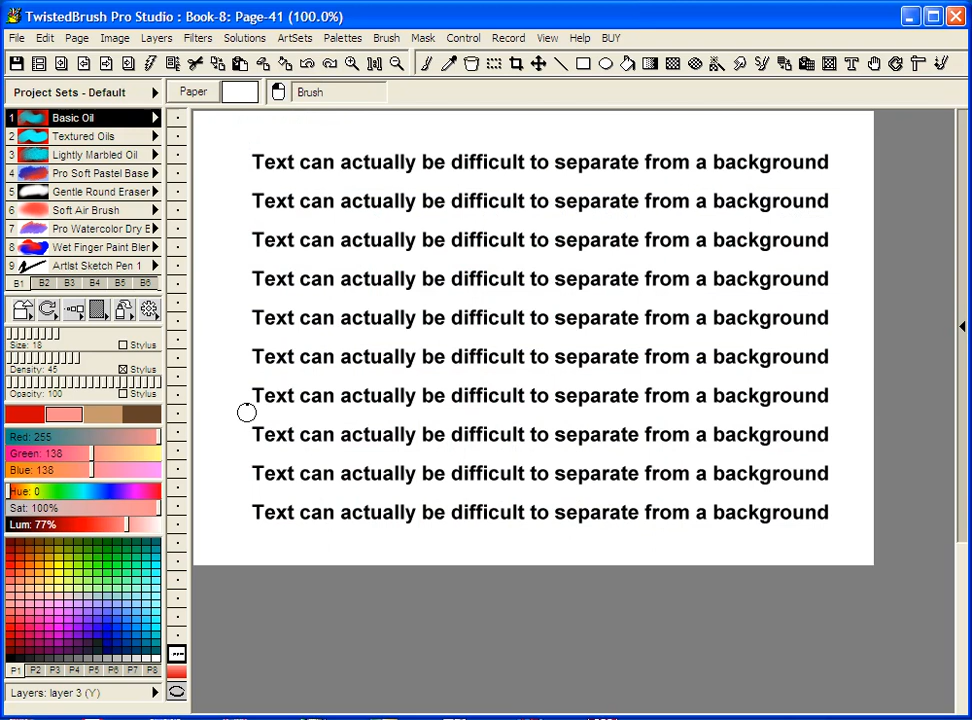 TwistedBrush Pro Studio : Book-8: Page-41 (100.0%)
File Edit Page Image Layers Filters Solutions ArtSets Palettes Brush Mask Control Record View Help BUY
Project Sets - Default
Paper
Brush
1 Basic Oil
2 Textured Oils
3 Lightly Marbled Oil
4 Pro Soft Pastel Base
5 Gentle Round Eraser
6 Soft Air Brush
7 Pro Watercolor Dry E
8 Wet Finger Paint Bler
9 Artist Sketch Pen 1
B1 B2 B3 B4 B5 B6
Size: 18 Stylus
Density: 45 Stylus
Opacity: 100 Stylus
Red: 255
Green: 138
Blue: 138
Hue: 0
Sat: 100%
Lum: 77%
P1 P2 P3 P4 P5 P6 P7 P8
Layers: layer 3 (Y)
Text can actually be difficult to separate from a background
Text can actually be difficult to separate from a background
Text can actually be difficult to separate from a background
Text can actually be difficult to separate from a background
Text can actually be difficult to separate from a background
Text can actually be difficult to separate from a background
Text can actually be difficult to separate from a background
Text can actually be difficult to separate from a background
Text can actually be difficult to separate from a background
Text can actually be difficult to separate from a background